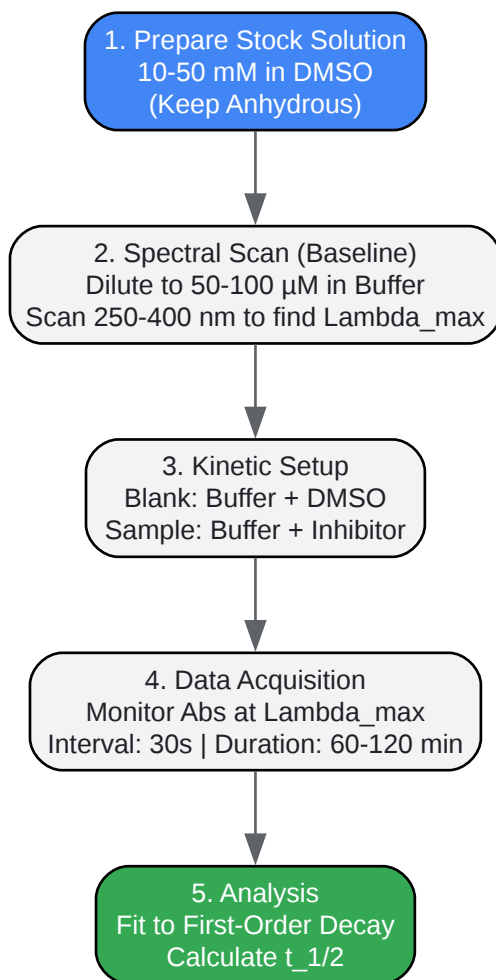 1. Prepare Stock Solution
10-50 mM in DMSO
(Keep Anhydrous)
2. Spectral Scan (Baseline)
Dilute to 50-100 µM in Buffer
Scan 250-400 nm to find Lambda_max
3. Kinetic Setup
Blank: Buffer + DMSO
Sample: Buffer + Inhibitor
4. Data Acquisition
Monitor Abs at Lambda_max
Interval: 30s | Duration: 60-120 min
5. Analysis
Fit to First-Order Decay
Calculate t_1/2